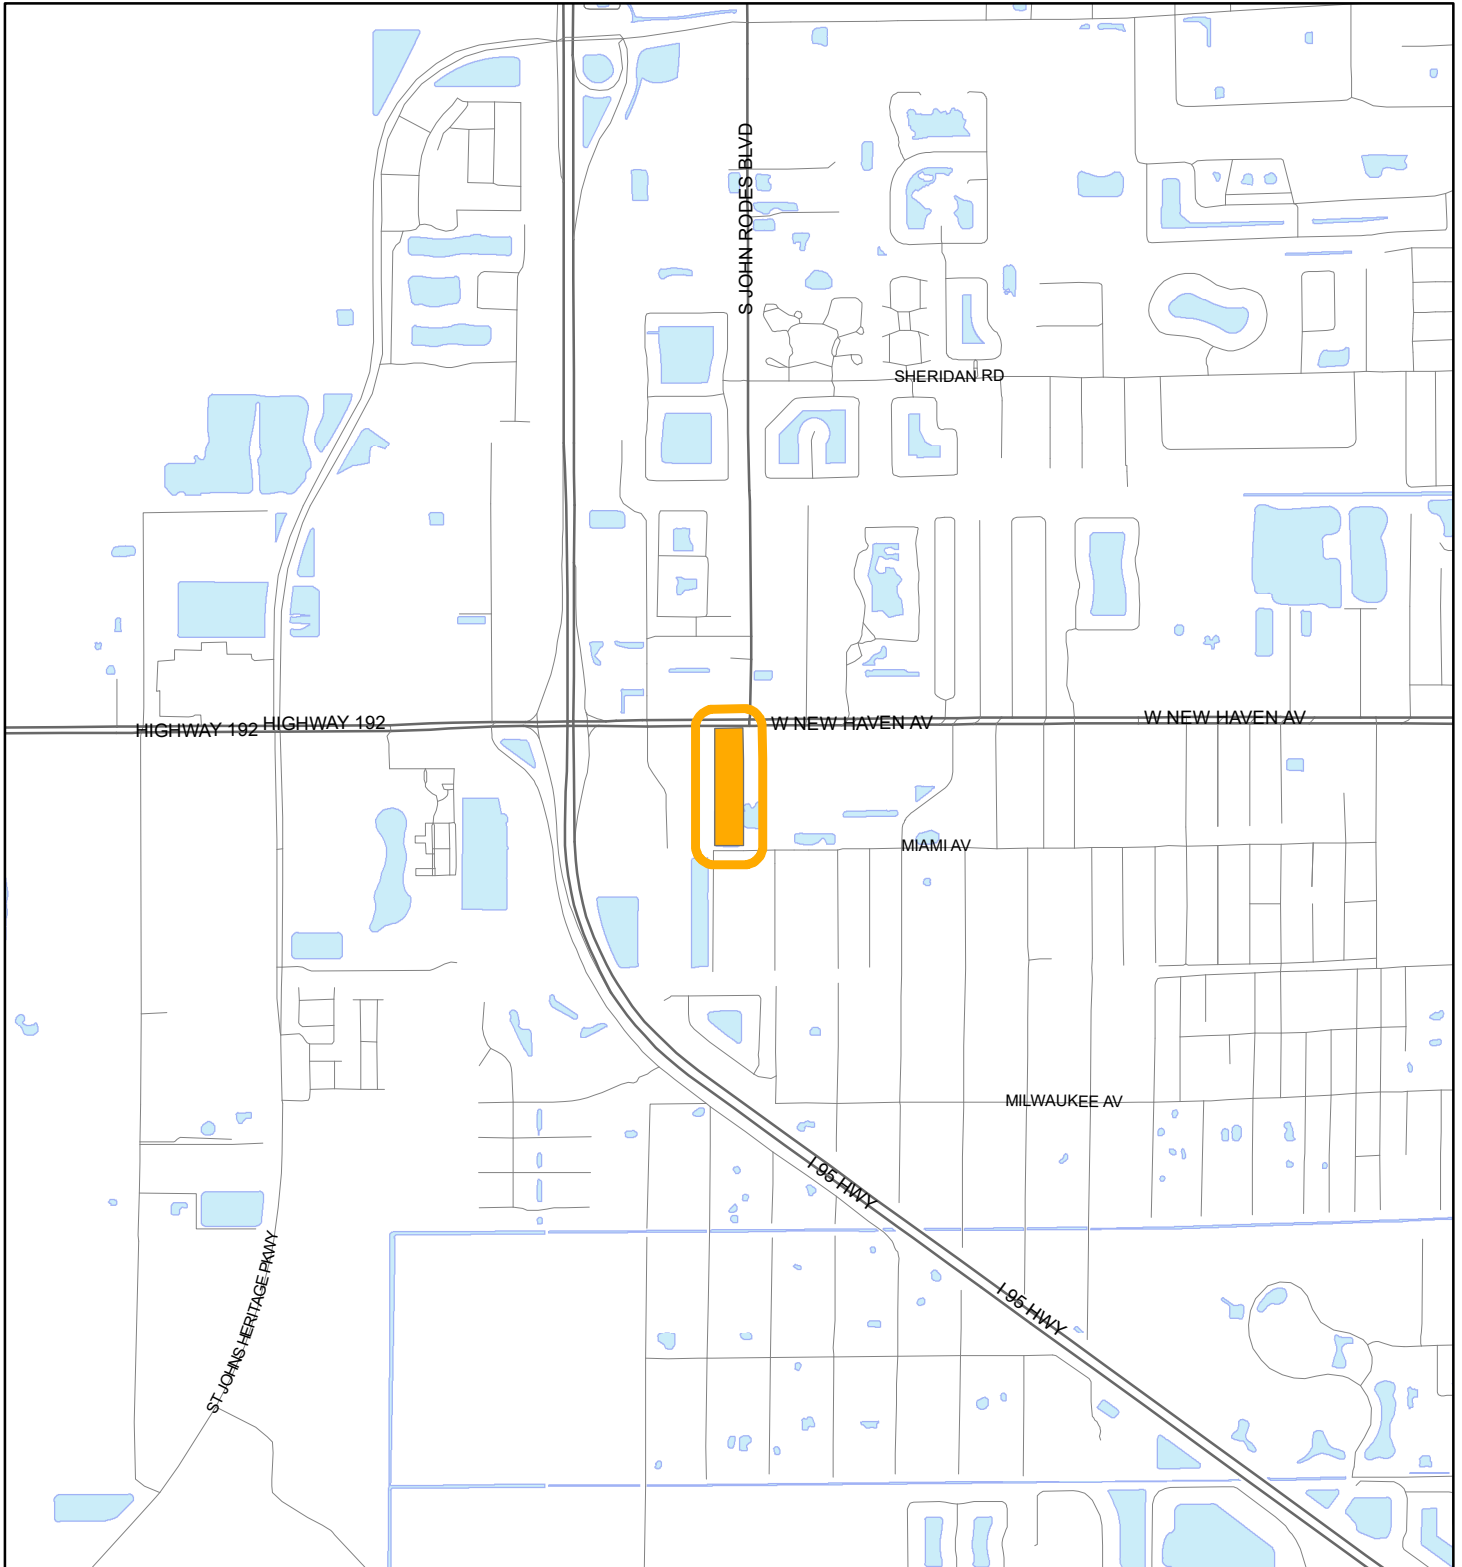 S JOHN RODES BLVD
SHERIDAN RD
HIGHWAY 192
HIGHWAY 192
W NEW HAVEN AV
W NEW HAVEN AV
MIAMI AV
MILWAUKEE AV
I 95 HWY
I 95 HWY
ST JOHNS HERITAGE PKWY